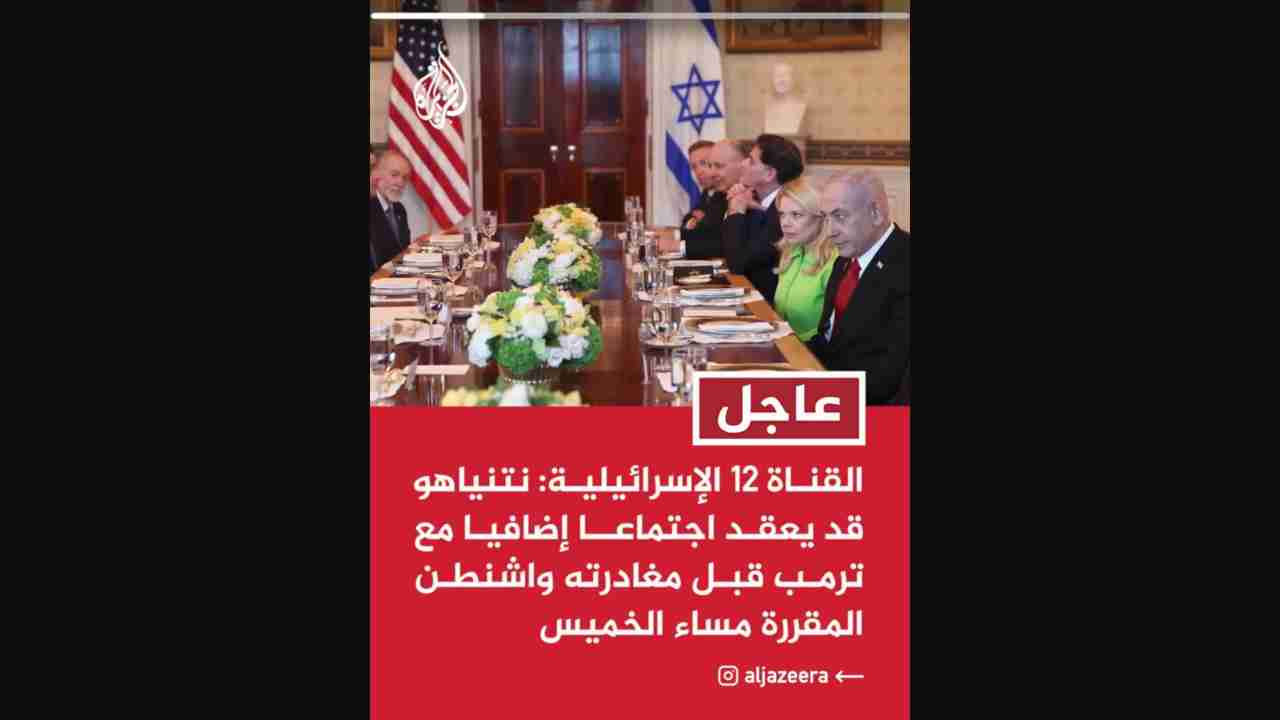 عاجل
القناة 12 الإسرائيلية: نتنياهو
قد يعقد اجتماعا إضافيا مع
ترمب قبل مغادرته واشنطن
المقررة مساء الخميس
aljazeera